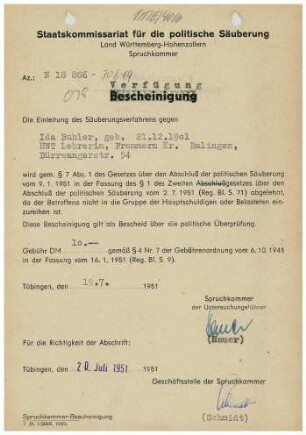 Staatskommissariat für die politische Säuberung
Land Württemberg-Hohenzollern
Spruchkammer
Az.: N 18 886 -
Verfügung
Bescheinigung
Die Einleitung des Säuberungsverfahrens gegen
Ida Buhler, geb. 21.12.1901
HWT Lehrerin, Frommern Kr. Balingen,
Dürrwangerstr. 54
wird gem. § 7 Abs. 1 des Gesetzes über den Abschluß der politischen Säuberung
vom 9. 1. 1951 in der Fassung des § 1 des Zweiten Abschlußgesetzes über den
Abschluß der politischen Säuberung vom 2. 7. 1951 (Reg. Bl. S. 71) abgelehnt,
da der Betroffene nicht in die Gruppe der Hauptschuldigen oder Belasteten ein-
zureihen ist.
Diese Bescheinigung gilt als Bescheid über die politische Überprüfung.
Gebühr DM 10.-- gemäß § 4 Nr. 7 der Gebührenordnung vom 6. 10. 1948
in der Fassung vom 16. 1. 1951 (Reg. Bl. S. 9).
Tübingen, den 19.7. 1951
Spruchkammer
der Untersuchungsführer
(Hauer)
Für die Richtigkeit der Abschrift:
Tübingen, den 20. Juli 1951 1951
Geschäftsstelle der Spruchkammer
(Schmidt)
Spruchkammer-Bescheinigung